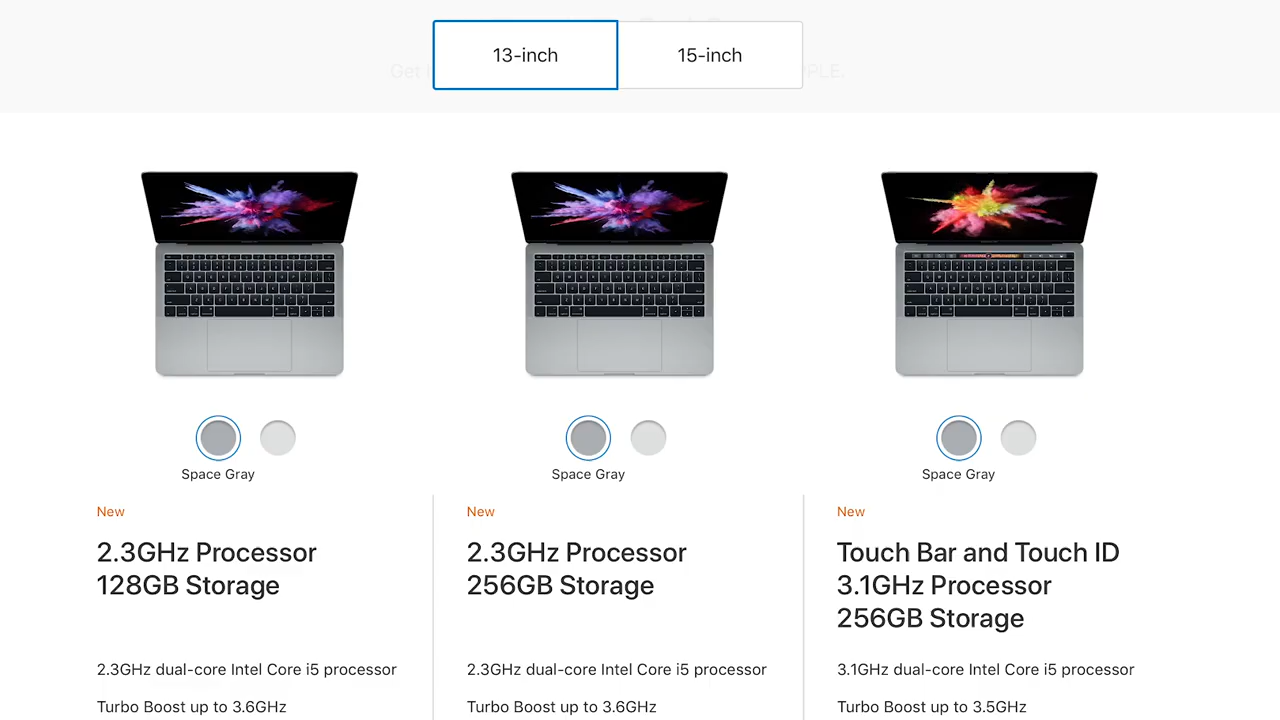 13-inch
15-inch
Get
PLE.
Space Gray
Space Gray
Space Gray
New
2.3GHz Processor
128GB Storage
2.3GHz dual-core Intel Core i5 processor
Turbo Boost up to 3.6GHz
New
2.3GHz Processor
256GB Storage
2.3GHz dual-core Intel Core i5 processor
Turbo Boost up to 3.6GHz
New
Touch Bar and Touch ID
3.1GHz Processor
256GB Storage
3.1GHz dual-core Intel Core i5 processor
Turbo Boost up to 3.5GHz